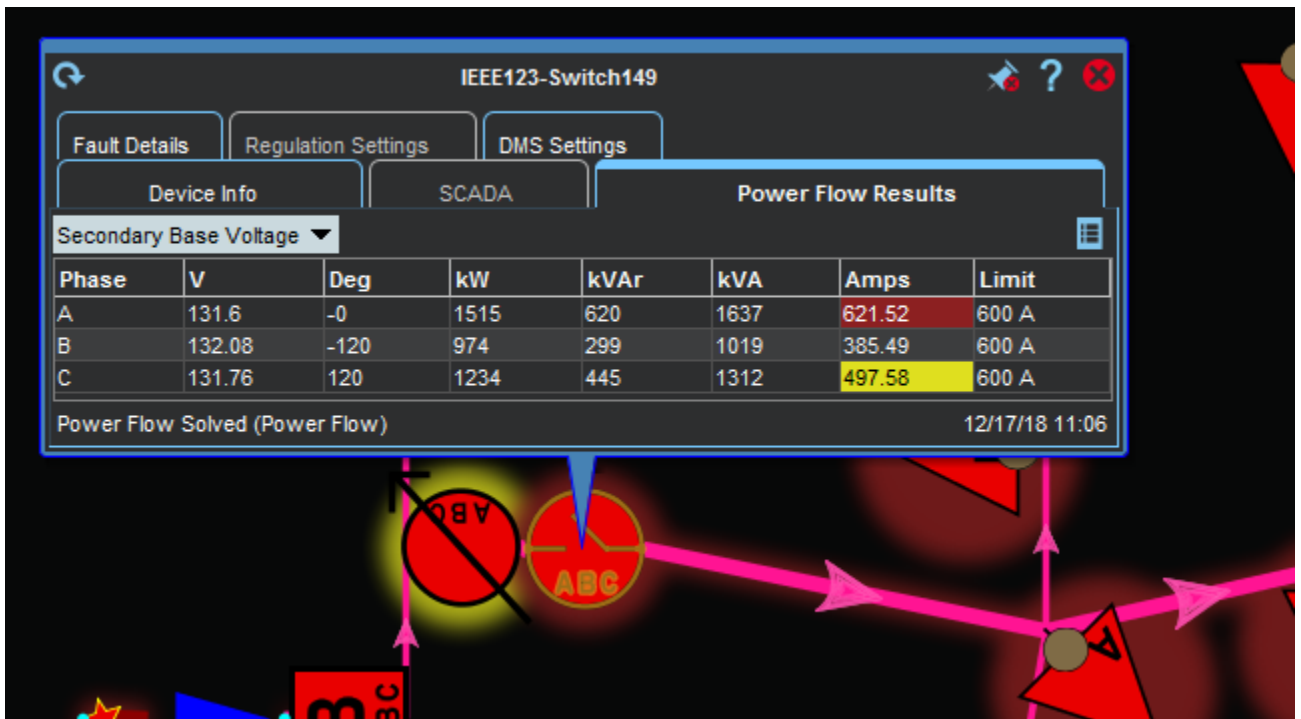 IEEE123-Switch149
?
Fault Details Regulation Settings DMS Settings
Device Info SCADA Power Flow Results
Secondary Base Voltage
Phase V Deg kW kVAr kVA Amps Limit
A 131.6 -0 1515 620 1637 621.52 600 A
B 132.08 -120 974 299 1019 385.49 600 A
C 131.76 120 1234 445 1312 497.58 600 A
Power Flow Solved (Power Flow) 12/17/18 11:06
ABC
ABC
A
B
BC